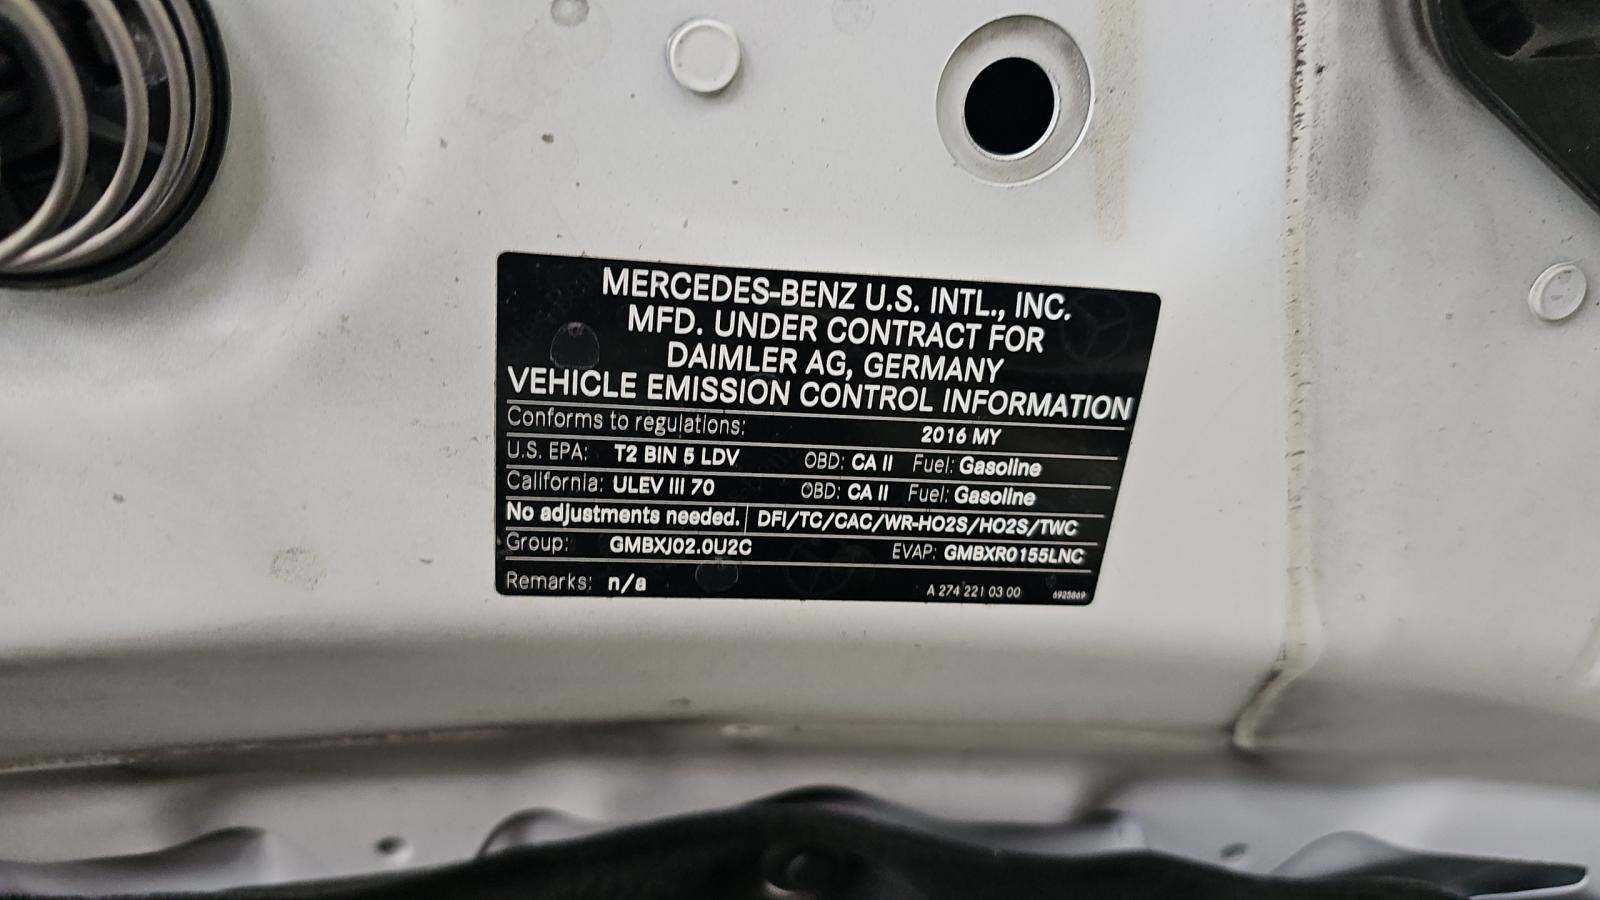 MERCEDES-BENZ U.S. INTL., INC.
MFD. UNDER CONTRACT FOR
DAIMLER AG, GERMANY
VEHICLE EMISSION CONTROL INFORMATION
Conforms to regulations: 2016 MY
U.S. EPA: T2 BIN 5 LDV OBD: CA II Fuel: Gasoline
California: ULEV III 70 OBD: CA II Fuel: Gasoline
No adjustments needed. DFI/TC/CAC/WR-HO2S/HO2S/TWC
Group: GMBXJ02.0U2C EVAP: GMBXR0155LNC
Remarks: n/a A 274 221 03 00